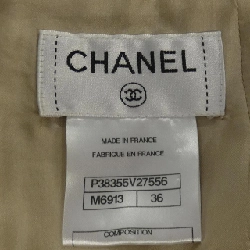 CHANEL
MADE IN FRANCE
FABRIQUE EN FRANCE
P38355V27556
M6913 36
COMPOSITION